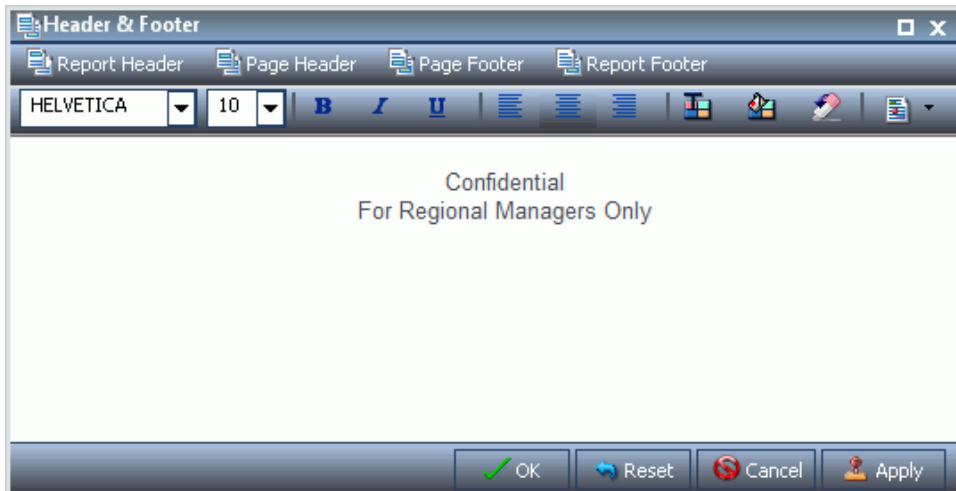 Header & Footer
Report Header Page Header Page Footer Report Footer
HELVETICA 10 B I U
Confidential
For Regional Managers Only
OK Reset Cancel Apply